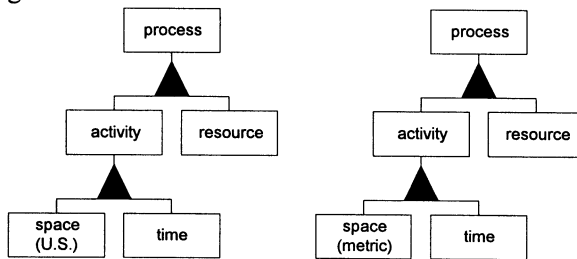 process
process
activity
resource
activity
resource
space
(U.S.)
time
space
(metric)
time